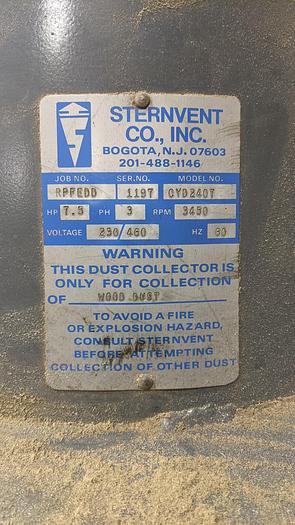 STERNVENT
CO., INC.
BOGOTA, N.J. 07603
201-488-1146
JOB NO. SER.NO. MODEL NO.
RPFEDD 1197 CYD2407
HP 7.5 PH 3 RPM 3450
VOLTAGE 230/460 HZ 60
WARNING
THIS DUST COLLECTOR IS
ONLY FOR COLLECTION
OF WOOD DUST
TO AVOID A FIRE
OR EXPLOSION HAZARD,
CONSULT STERNVENT
BEFORE ATTEMPTING
COLLECTION OF OTHER DUST